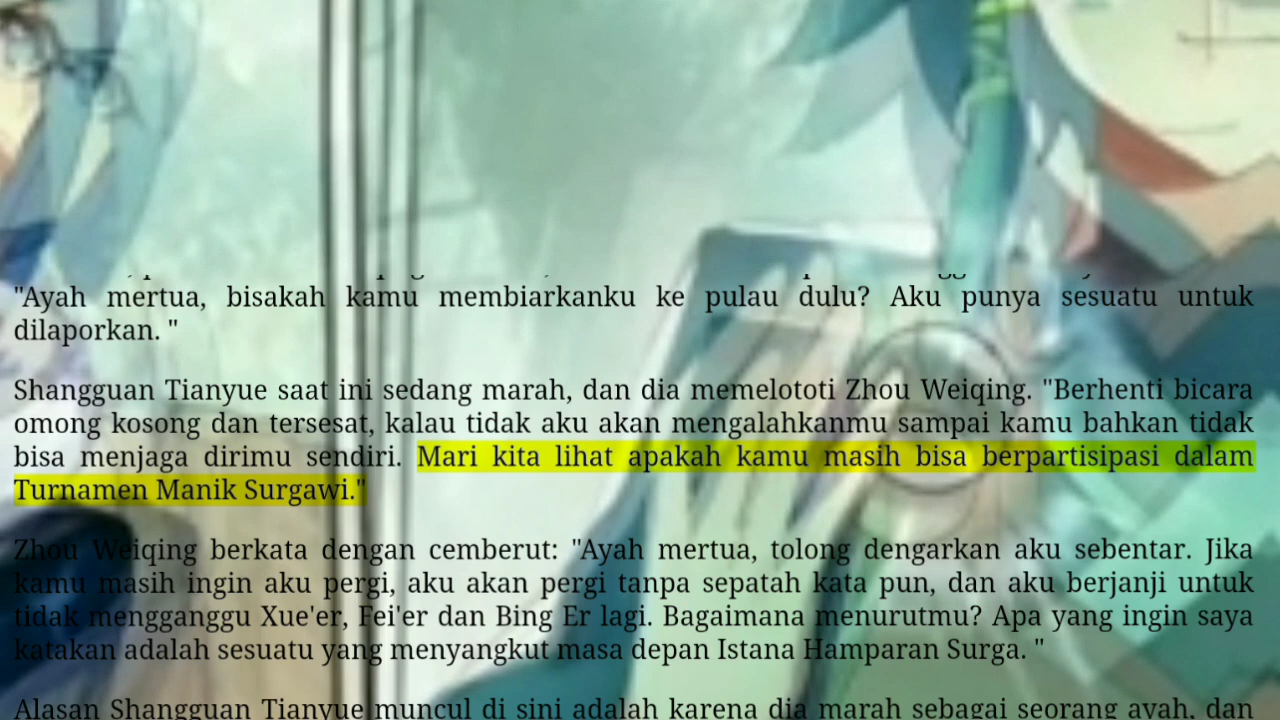 "Ayah mertua, bisakah kamu membiarkanku ke pulau dulu? Aku punya sesuatu untuk
dilaporkan. "
Shangguan Tianyue saat ini sedang marah, dan dia memelototi Zhou Weiqing. "Berhenti bicara
omong kosong dan tersesat, kalau tidak aku akan mengalahkanmu sampai kamu bahkan tidak
bisa menjaga dirimu sendiri. Mari kita lihat apakah kamu masih bisa berpartisipasi dalam
Turnamen Manik Surgawi."
Zhou Weiqing berkata dengan cemberut: "Ayah mertua, tolong dengarkan aku sebentar. Jika
kamu masih ingin aku pergi, aku akan pergi tanpa sepatah kata pun, dan aku berjanji untuk
tidak mengganggu Xue'er, Fei'er dan Bing Er lagi. Bagaimana menurutmu? Apa yang ingin saya
katakan adalah sesuatu yang menyangkut masa depan Istana Hamparan Surga. "
Alasan Shangguan Tianyue muncul di sini adalah karena dia marah sebagai seorang ayah, dan